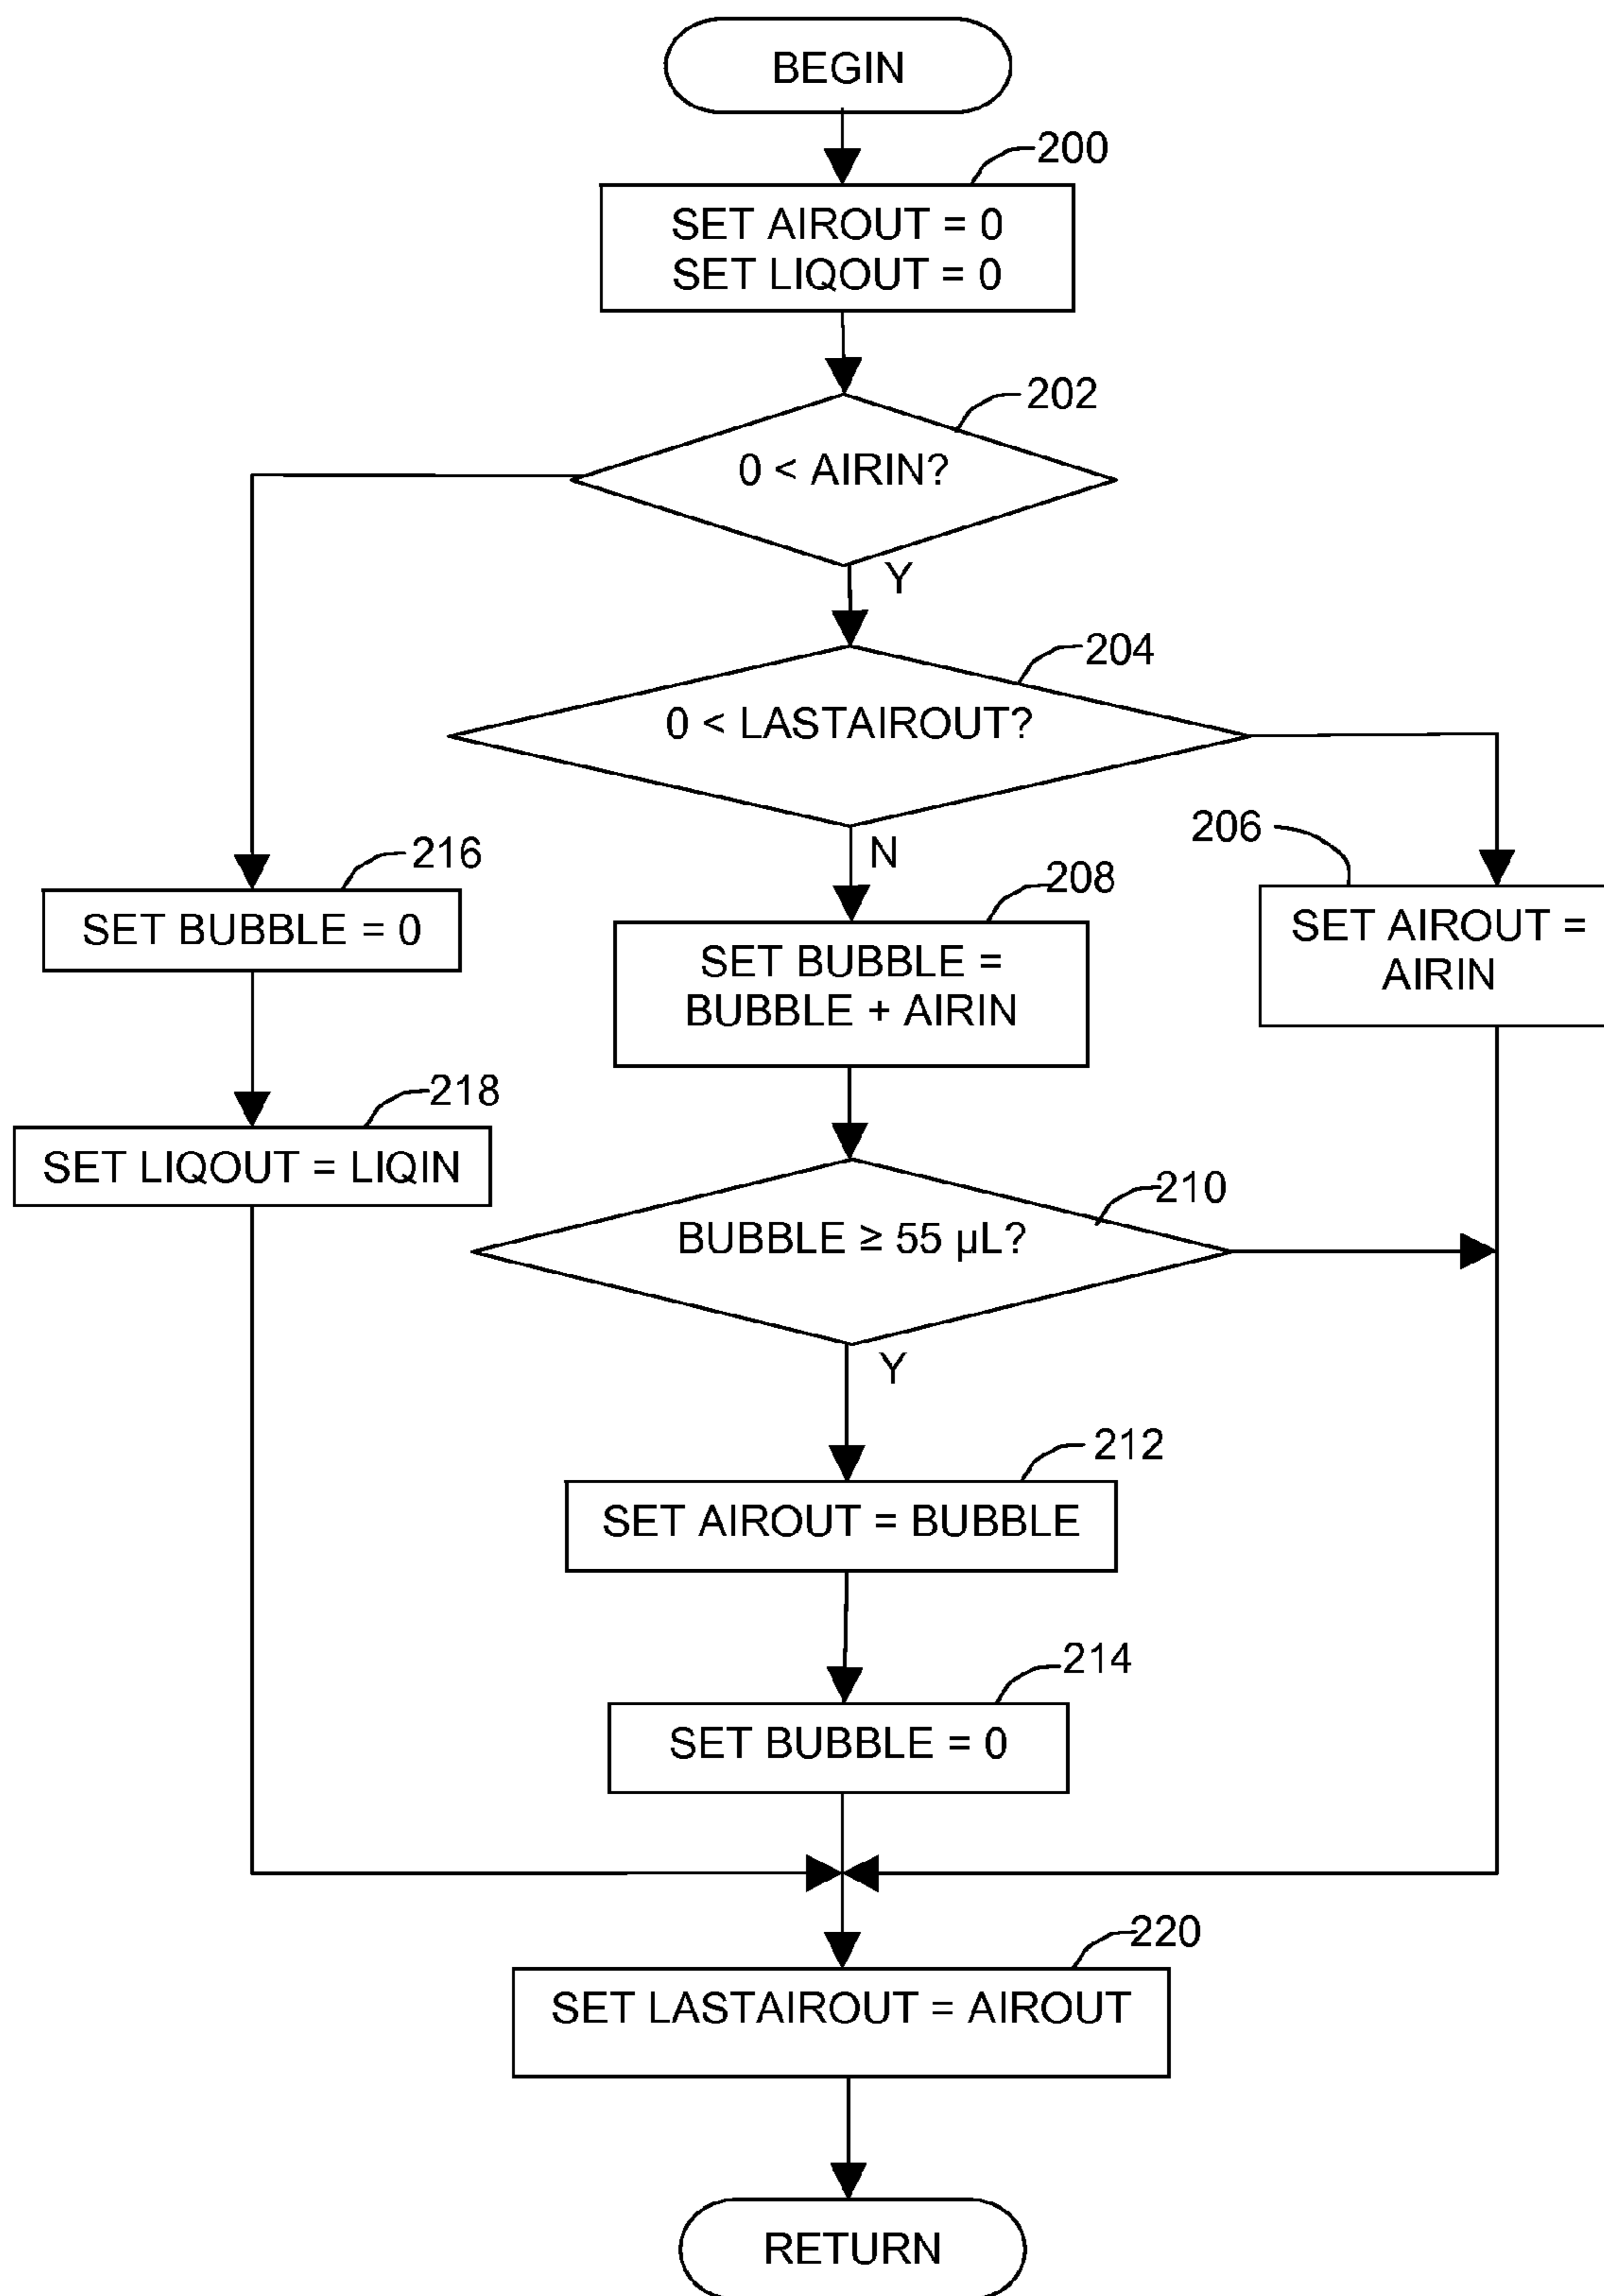 BEGIN
200
SET AIROUT = 0
SET LIQOUT = 0
202
0 < AIRIN?
Y
204
0 < LASTAIROUT?
N
206
SET AIROUT =
AIRIN
216
SET BUBBLE = 0
208
SET BUBBLE =
BUBBLE + AIRIN
218
SET LIQOUT = LIQIN
210
BUBBLE ≥ 55 µL?
Y
212
SET AIROUT = BUBBLE
214
SET BUBBLE = 0
220
SET LASTAIROUT = AIROUT
RETURN